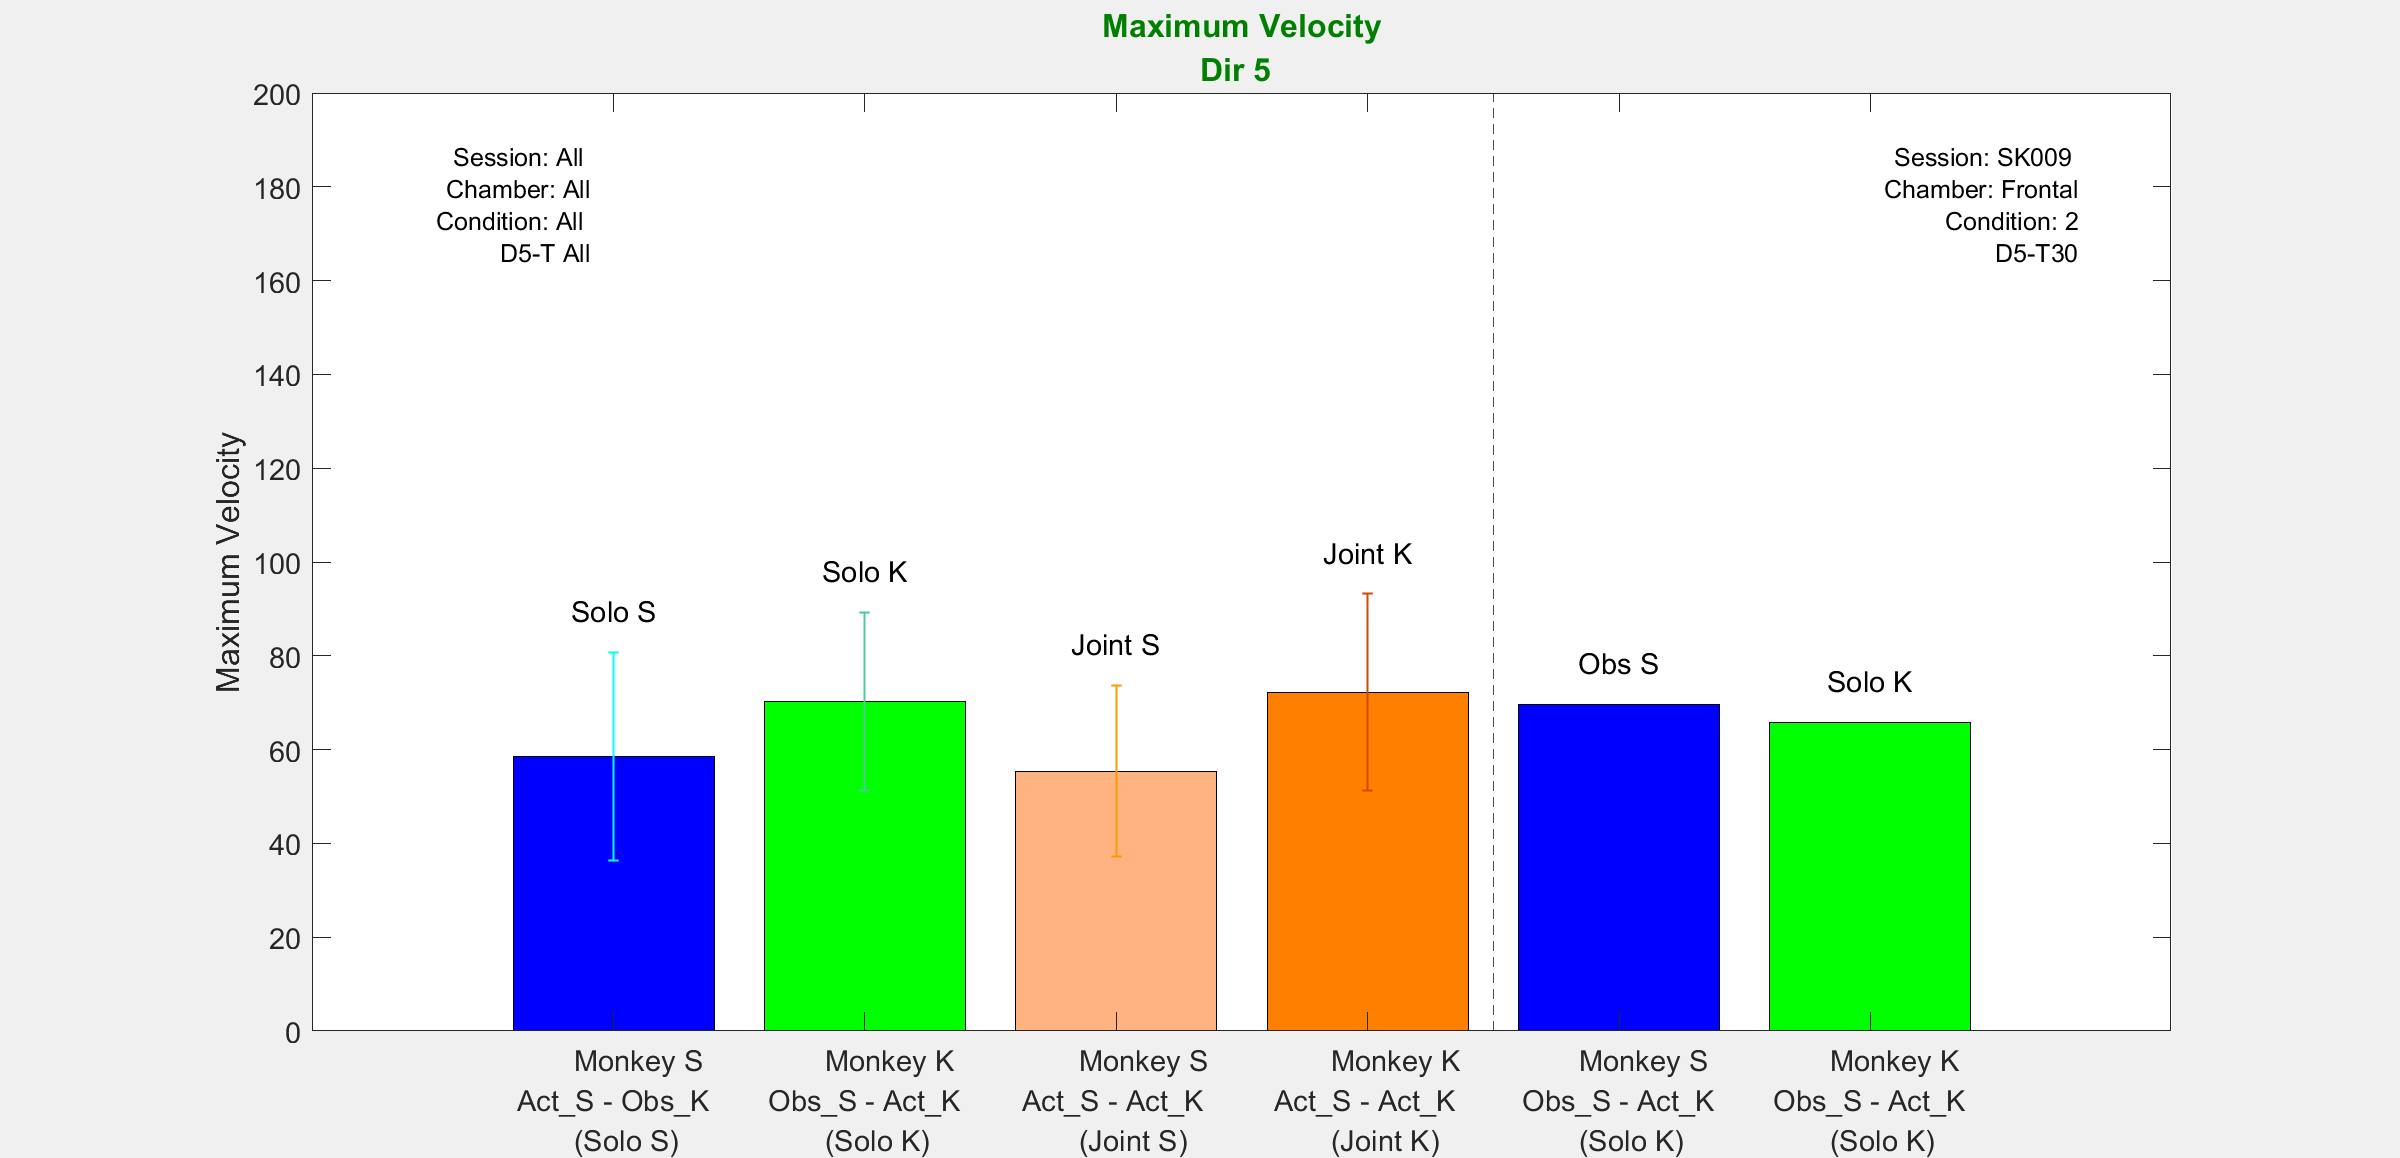 Maximum Velocity
Dir 5
Maximum Velocity
200
180
160
140
120
100
80
60
40
20
0
Session: All
Chamber: All
Condition: All
D5-T All
Session: SK009
Chamber: Frontal
Condition: 2
D5-T30
Solo S
Solo K
Joint S
Joint K
Obs S
Solo K
Monkey S
Act_S - Obs_K
(Solo S)
Monkey K
Obs_S - Act_K
(Solo K)
Monkey S
Act_S - Act_K
(Joint S)
Monkey K
Act_S - Act_K
(Joint K)
Monkey S
Obs_S - Act_K
(Solo K)
Monkey K
Obs_S - Act_K
(Solo K)